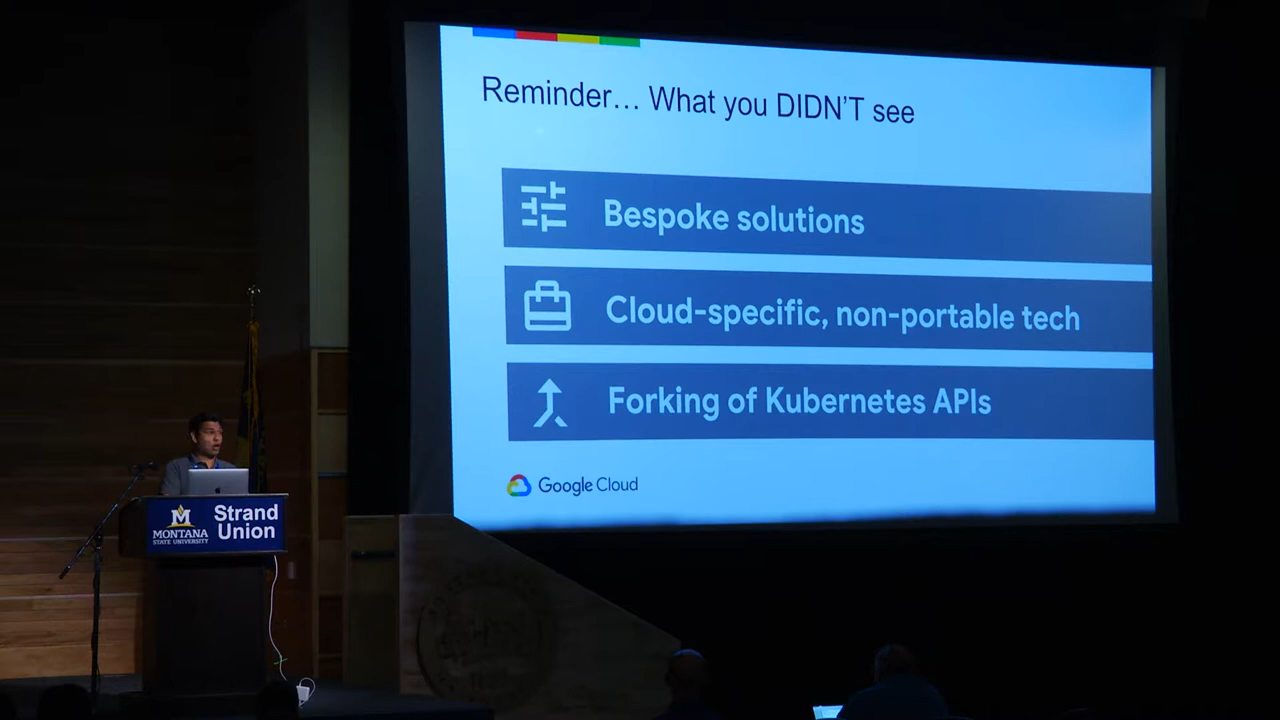 Reminder… What you DIDN'T see
Bespoke solutions
Cloud-specific, non-portable tech
Forking of Kubernetes APIs
Google Cloud
M
MONTANA
STATE UNIVERSITY
Strand
Union